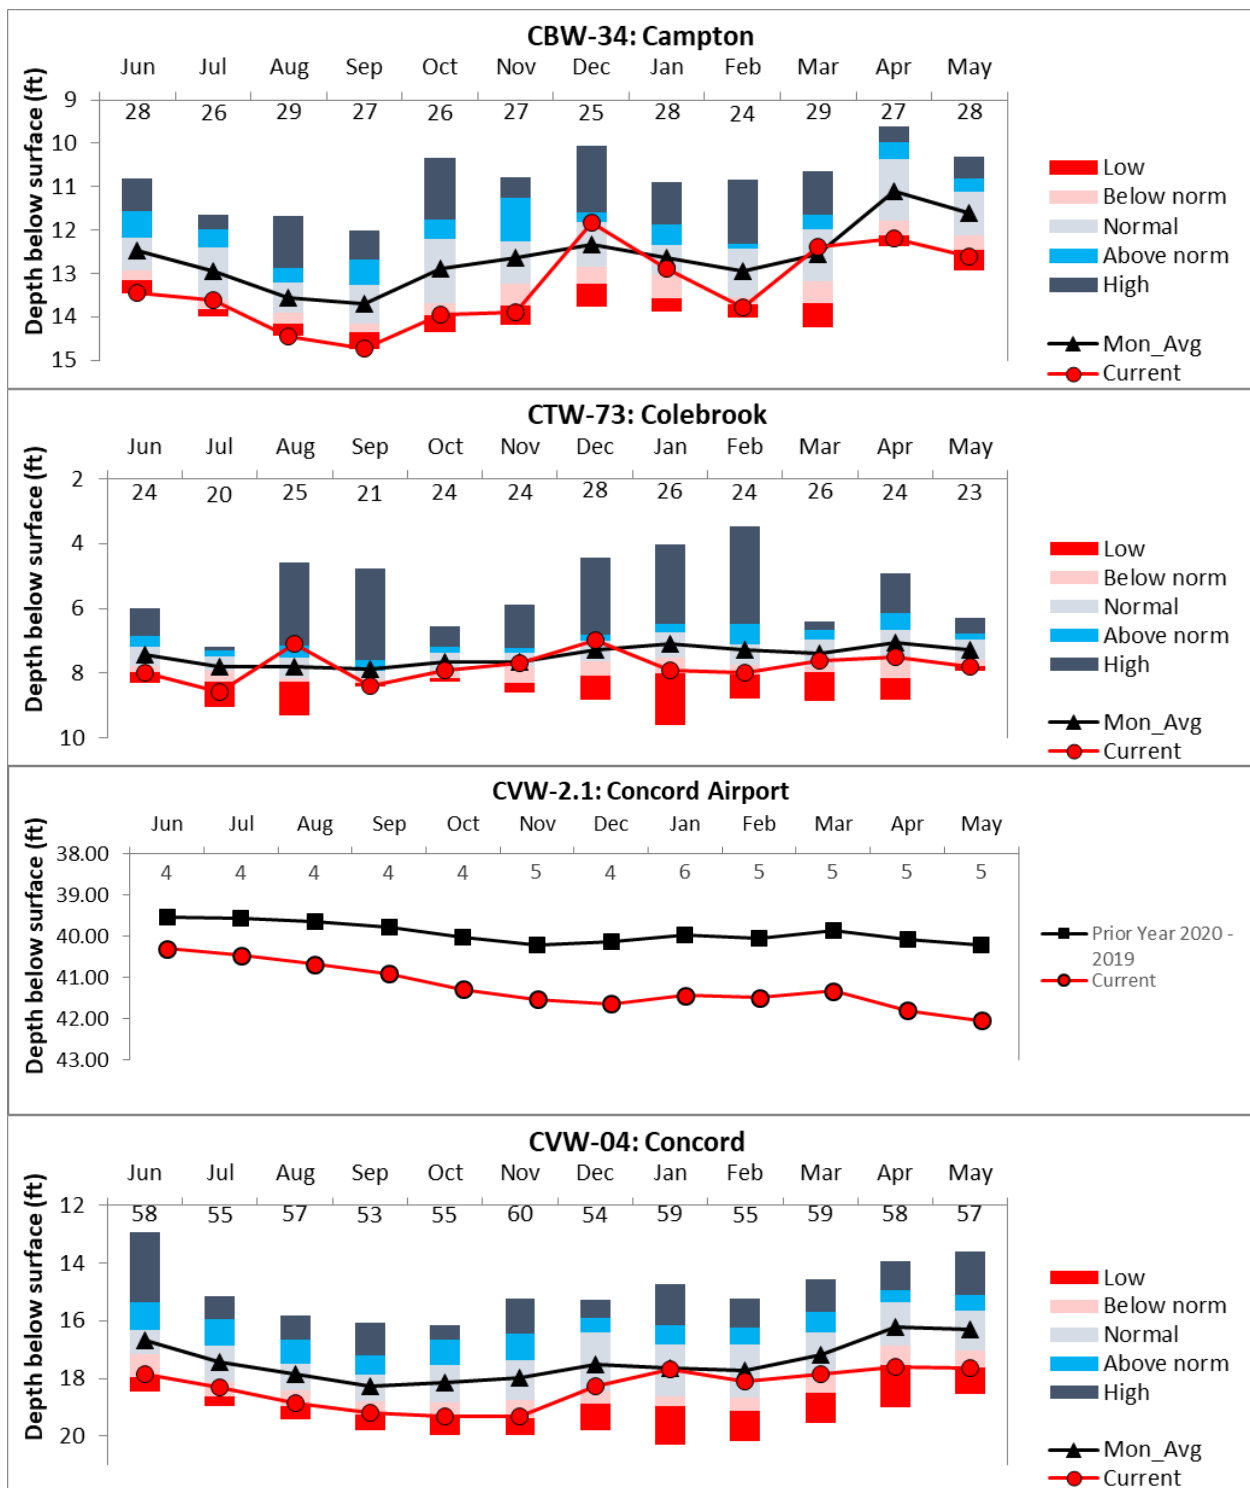 CBW-34: Campton
Jun Jul Aug Sep Oct Nov Dec Jan Feb Mar Apr May
Depth below surface (ft)
9
28 26 29 27 26 27 25 28 24 29 27 28
10
11
12
13
14
15
Low
Below norm
Normal
Above norm
High
Mon_Avg
Current
CTW-73: Colebrook
Jun Jul Aug Sep Oct Nov Dec Jan Feb Mar Apr May
Depth below surface (ft)
2
24 20 25 21 24 24 28 26 24 26 24 23
4
6
8
10
Low
Below norm
Normal
Above norm
High
Mon_Avg
Current
CVW-2.1: Concord Airport
Jun Jul Aug Sep Oct Nov Dec Jan Feb Mar Apr May
Depth below surface (ft)
38.00
4 4 4 4 4 5 4 6 5 5 5 5
39.00
40.00
41.00
42.00
43.00
Prior Year 2020 -
2019
Current
CVW-04: Concord
Jun Jul Aug Sep Oct Nov Dec Jan Feb Mar Apr May
Depth below surface (ft)
12
58 55 57 53 55 60 54 59 55 59 58 57
14
16
18
20
Low
Below norm
Normal
Above norm
High
Mon_Avg
Current